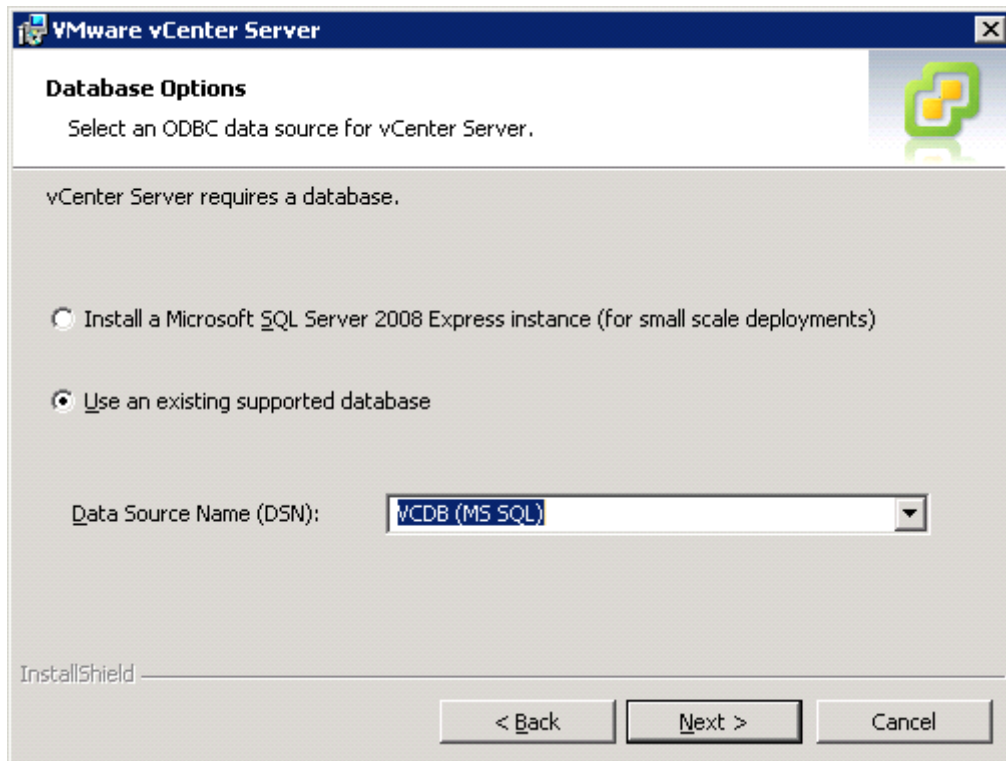 VMware vCenter Server
Database Options
Select an ODBC data source for vCenter Server.
vCenter Server requires a database.
Install a Microsoft SQL Server 2008 Express instance (for small scale deployments)
Use an existing supported database
Data Source Name (DSN): VCDB (MS SQL)
InstallShield
< Back Next > Cancel